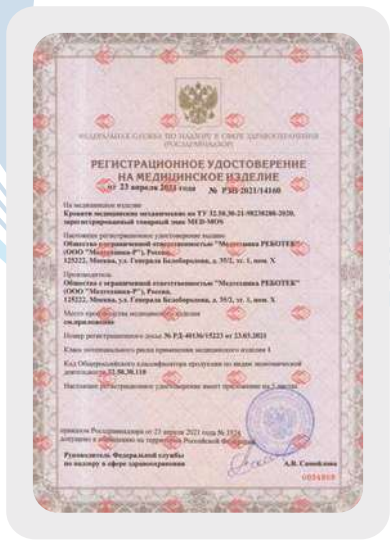 ФЕДЕРАЛЬНАЯ СЛУЖБА ПО НАДЗОРУ В СФЕРЕ ЗДРАВООХРАНЕНИЯ
(РОСЗДРАВНАДЗОР)
РЕГИСТРАЦИОННОЕ УДОСТОВЕРЕНИЕ
НА МЕДИЦИНСКОЕ ИЗДЕЛИЕ
от 23 апреля 2021 года № РЗН 2021/14160
На медицинское изделие
Кровати медицинские механические по ТУ 32.50.30-21-98230280-2020,
зарегистрированный товарный знак MED-MOS
Настоящее регистрационное удостоверение выдано
Общество с ограниченной ответственностью "Медтехника РЕБОТЕК"
(ООО "Медтехника-Р"), Россия,
125222, Москва, ул. Генерала Белобородова, д. 35/2, эт. 1, пом. X
Производитель
Общество с ограниченной ответственностью "Медтехника РЕБОТЕК"
(ООО "Медтехника-Р"), Россия,
125222, Москва, ул. Генерала Белобородова, д. 35/2, эт. 1, пом. X
Место производства медицинского изделия
см.приложение
Номер регистрационного досье № РД-40136/15223 от 23.03.2021
Класс потенциального риска применения медицинского изделия 1
Код Общероссийского классификатора продукции по видам экономической
деятельности 32.50.30.110
Настоящее регистрационное удостоверение имеет приложение на листах
приказом Росздравнадзора от 23 апреля 2021 года №
допущено к обращению на территории Российской Федерации
Руководитель Федеральной службы
по надзору в сфере здравоохранения
А.В. Самойлова